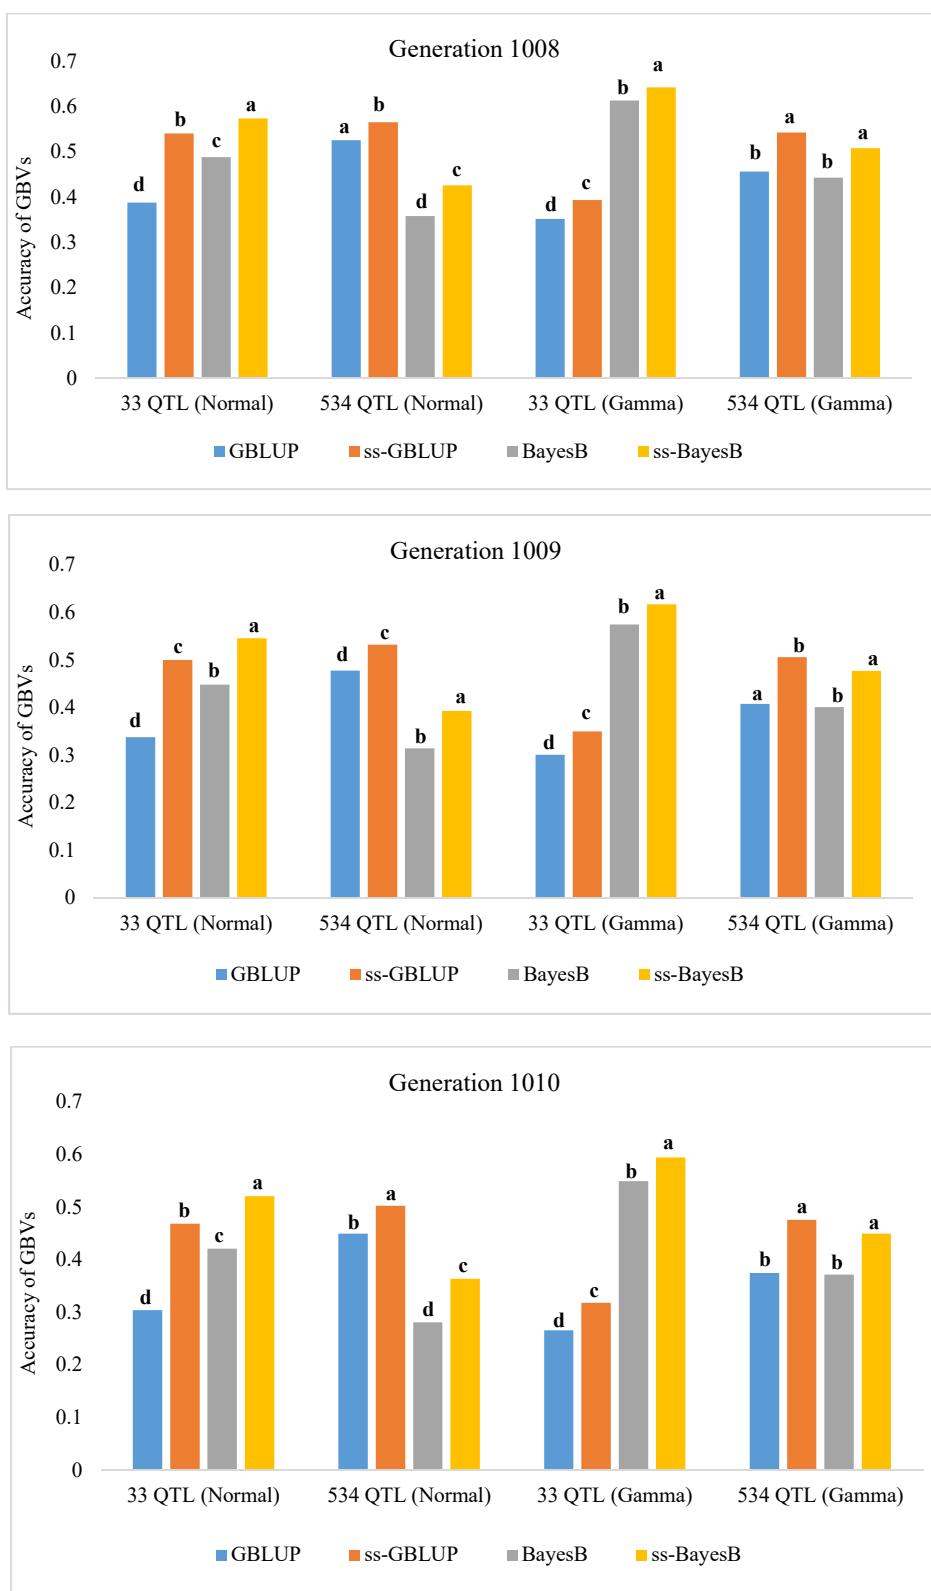 Generation 1008
Accuracy of GBVs
0.7
0.6
0.5
0.4
0.3
0.2
0.1
0
d b c a
a b d c
d c b a
b a b a
33 QTL (Normal) 534 QTL (Normal) 33 QTL (Gamma) 534 QTL (Gamma)
GBLUP ss-GBLUP BayesB ss-BayesB
Generation 1009
Accuracy of GBVs
0.7
0.6
0.5
0.4
0.3
0.2
0.1
0
d c b a
d c b a
d c b a
a b b a
33 QTL (Normal) 534 QTL (Normal) 33 QTL (Gamma) 534 QTL (Gamma)
GBLUP ss-GBLUP BayesB ss-BayesB
Generation 1010
Accuracy of GBVs
0.7
0.6
0.5
0.4
0.3
0.2
0.1
0
d b c a
b a d c
d c b a
b a b a
33 QTL (Normal) 534 QTL (Normal) 33 QTL (Gamma) 534 QTL (Gamma)
GBLUP ss-GBLUP BayesB ss-BayesB